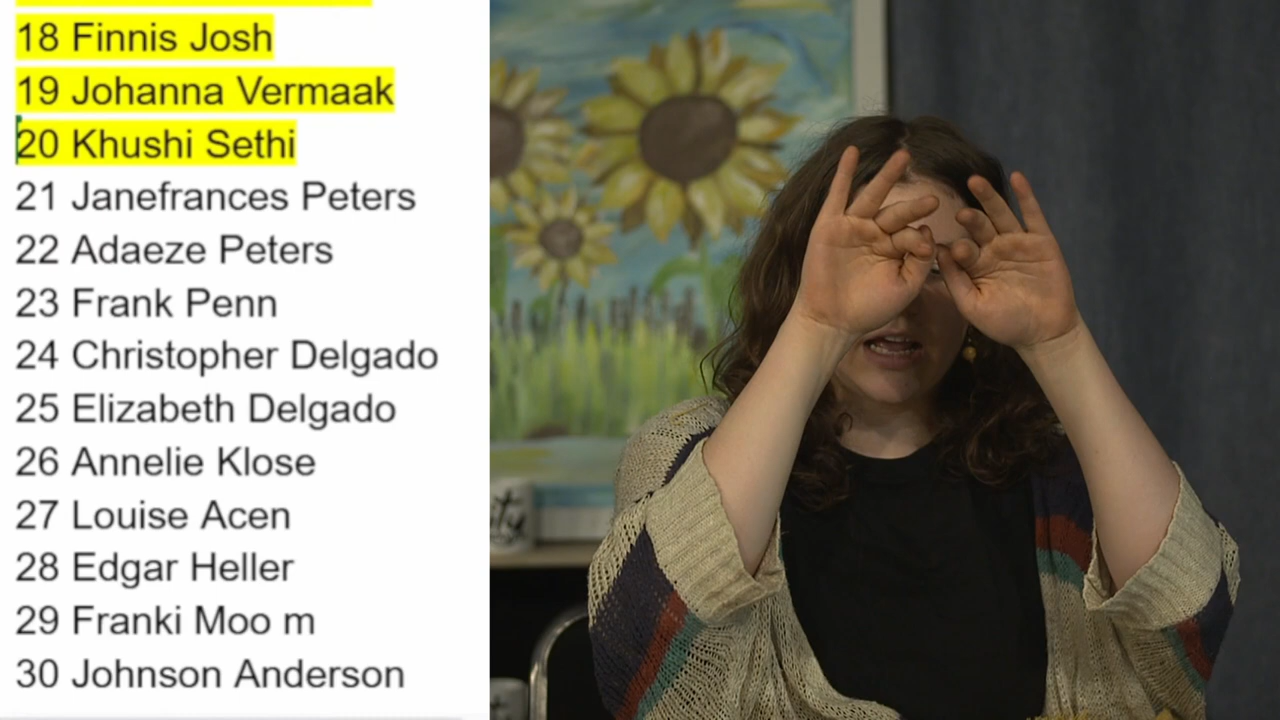 18 Finnis Josh
19 Johanna Vermaak
20 Khushi Sethi
21 Janefrances Peters
22 Adaeze Peters
23 Frank Penn
24 Christopher Delgado
25 Elizabeth Delgado
26 Annelie Klose
27 Louise Acen
28 Edgar Heller
29 Franki Moo m
30 Johnson Anderson